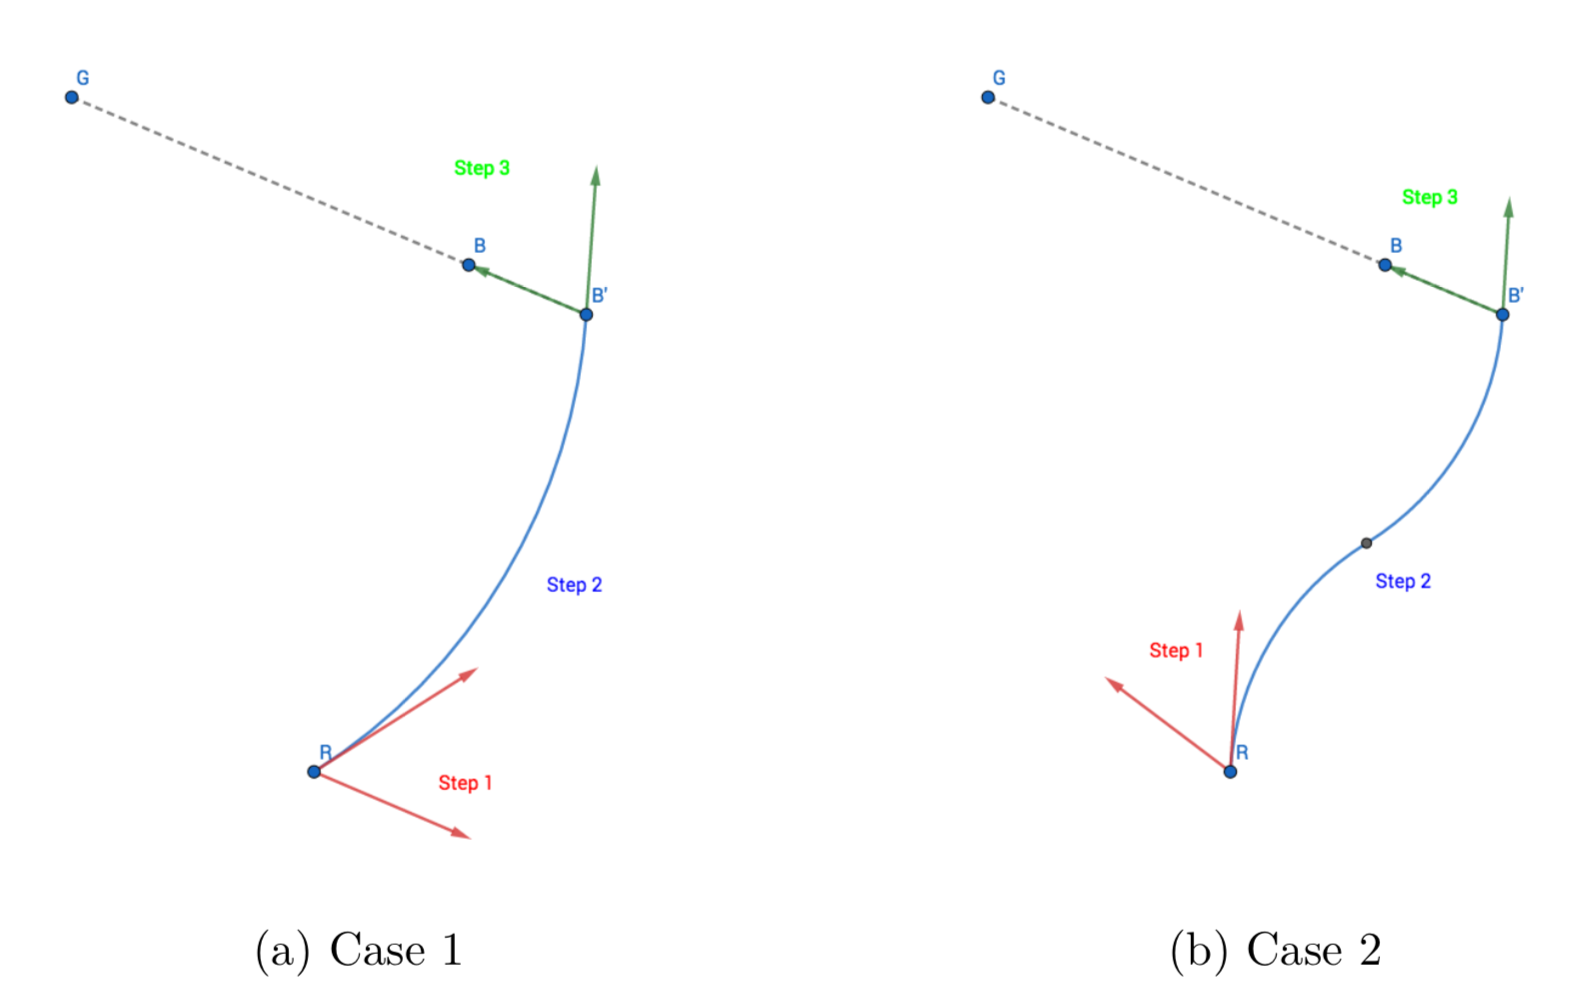 G
Step 3
B
B'
Step 2
R
Step 1
(a) Case 1
G
Step 3
B
B'
Step 2
Step 1
R
(b) Case 2